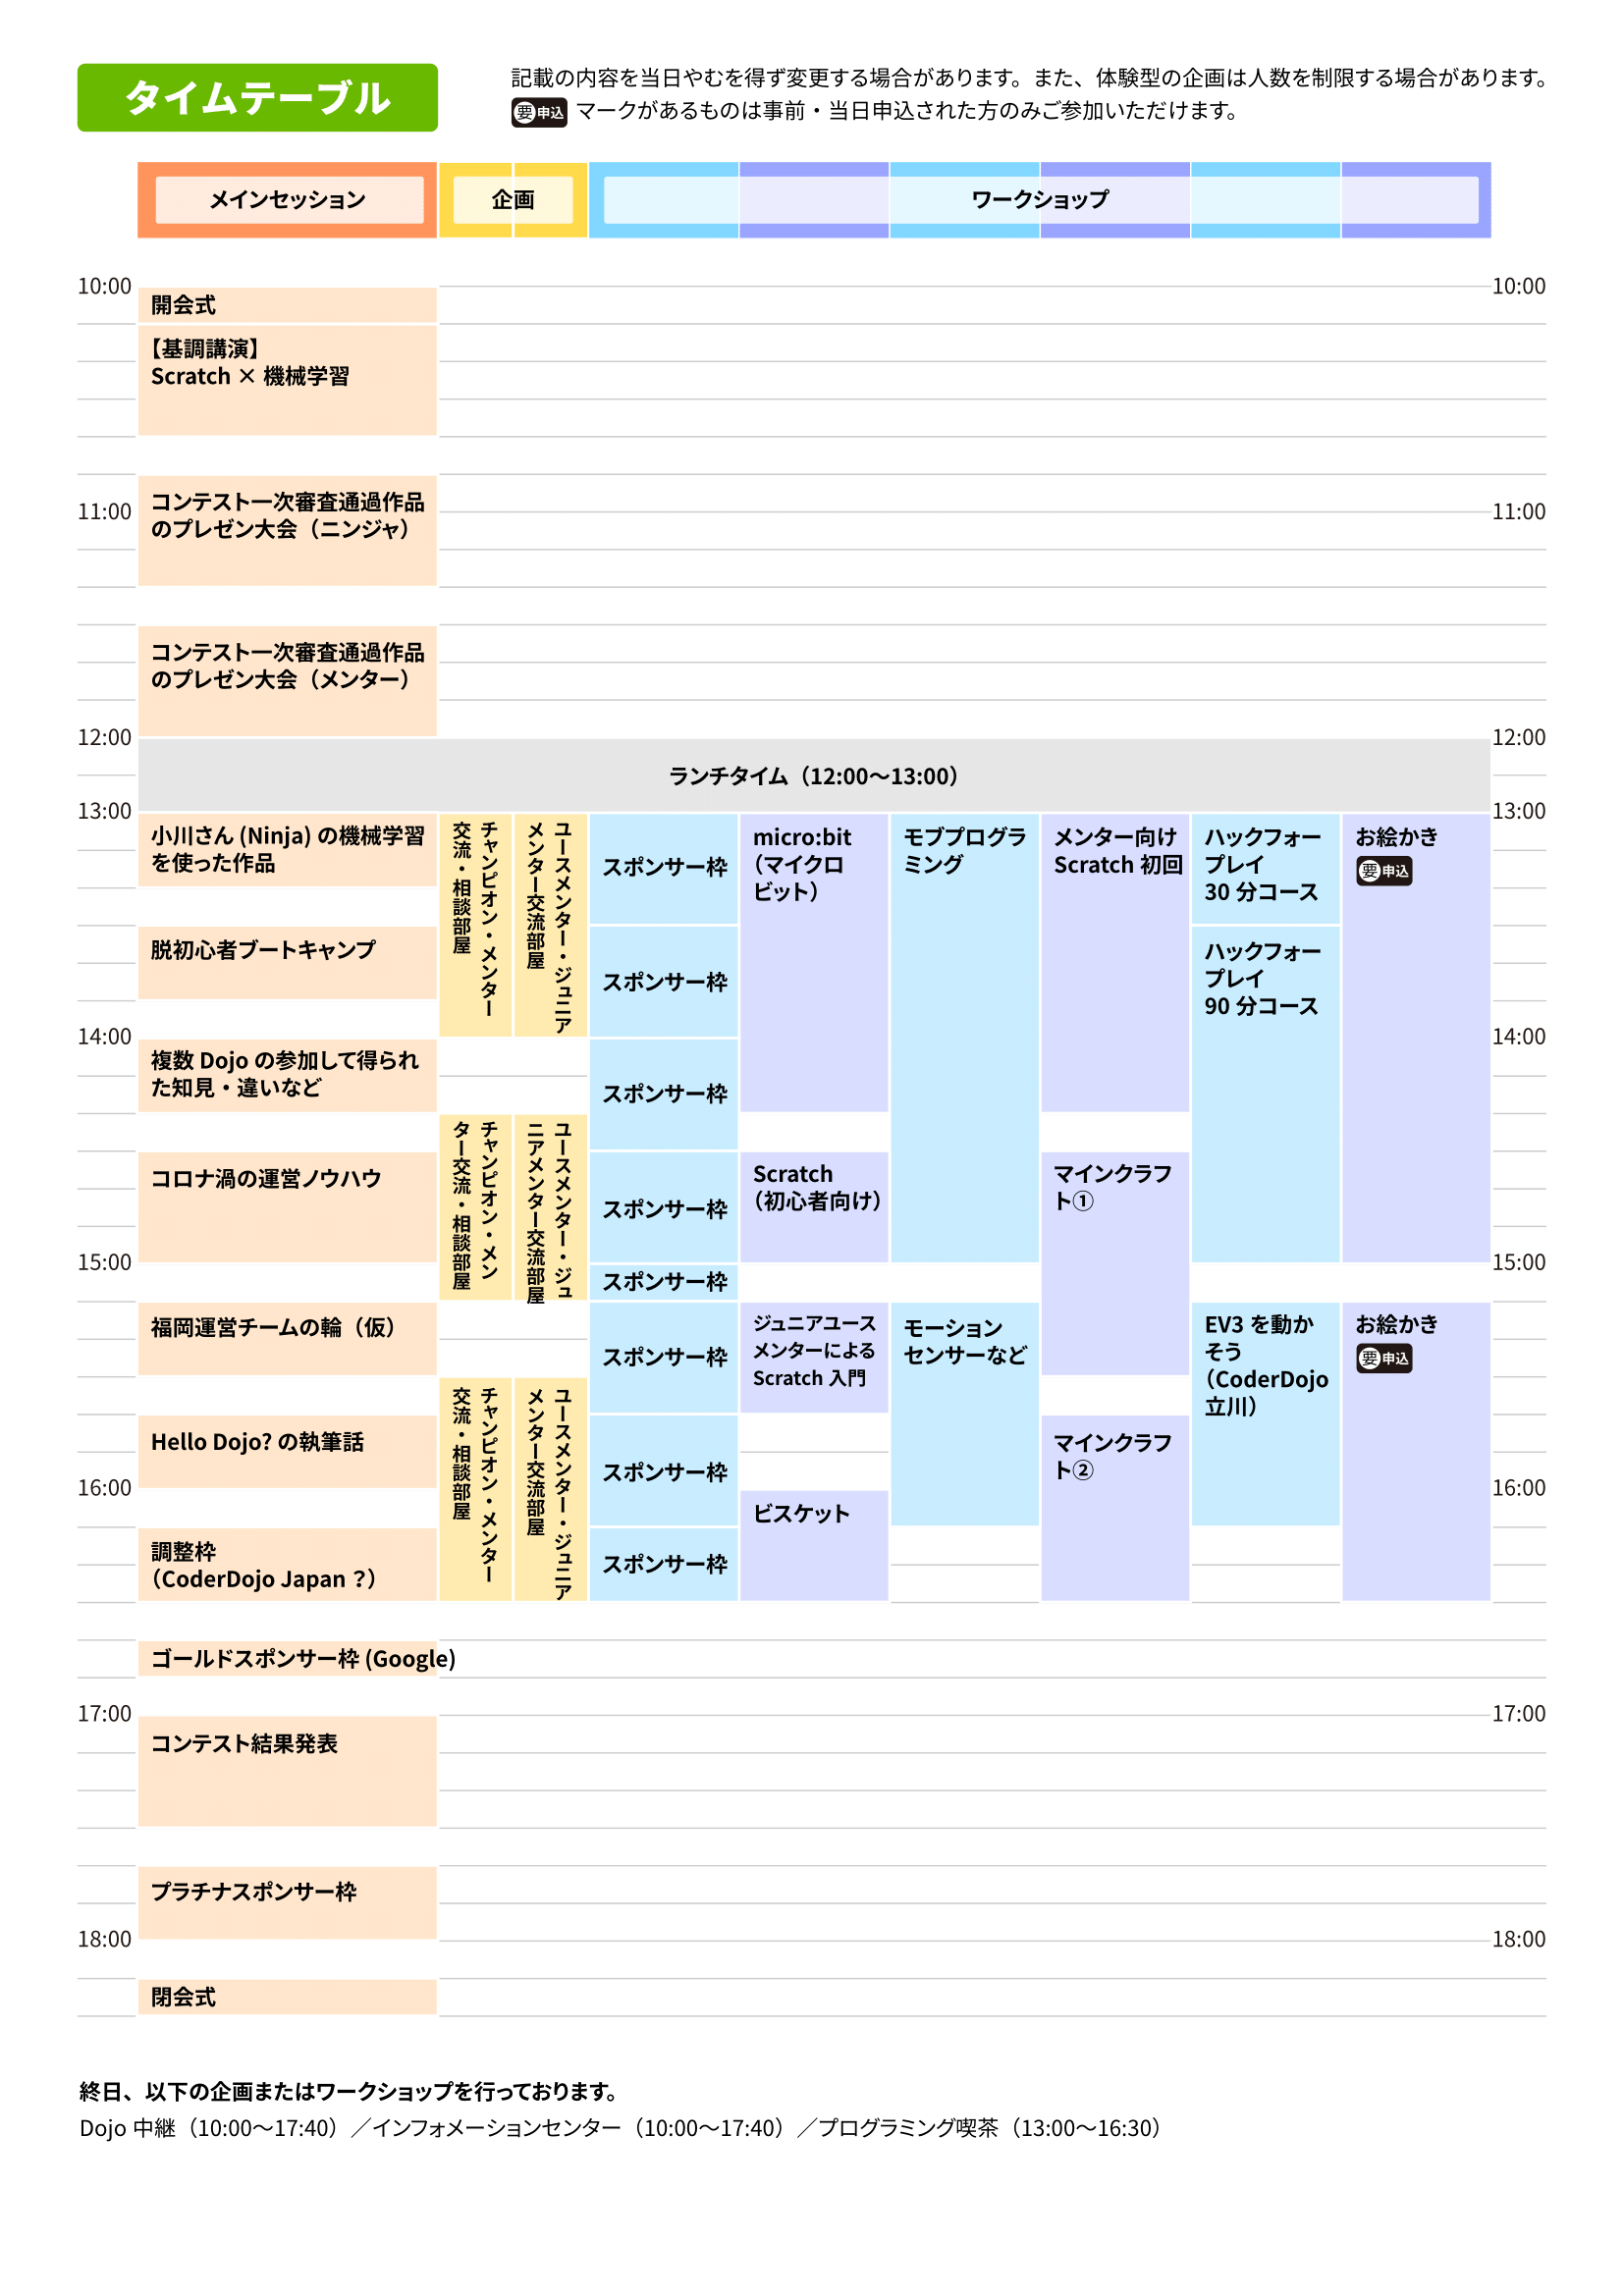 タイムテーブル
記載の内容を当日やむを得ず変更する場合があります。また、体験型の企画は人数を制限する場合があります。
要申込 マークがあるものは事前・当日申込された方のみご参加いただけます。
メインセッション
企画
ワークショップ
10:00
10:00
開会式
【基調講演】
Scratch × 機械学習
11:00
11:00
コンテスト一次審査通過作品
のプレゼン大会（ニンジャ）
コンテスト一次審査通過作品
のプレゼン大会（メンター）
12:00
12:00
ランチタイム（12:00〜13:00）
13:00
13:00
小川さん (Ninja) の機械学習
を使った作品
脱初心者ブートキャンプ
14:00
14:00
複数 Dojo の参加して得られ
た知見・違いなど
コロナ渦の運営ノウハウ
15:00
15:00
福岡運営チームの輪（仮）
Hello Dojo? の執筆話
16:00
16:00
調整枠
（CoderDojo Japan ？）
チャンピオン・メンター
交流・相談部屋
チャンピオン・メン
ター交流・相談部屋
チャンピオン・メンター
交流・相談部屋
ユースメンター・ジュニア
メンター交流部屋
ユースメンター・ジュ
ニアメンター交流部屋
ユースメンター・ジュニア
メンター交流部屋
スポンサー枠
スポンサー枠
スポンサー枠
スポンサー枠
スポンサー枠
スポンサー枠
スポンサー枠
スポンサー枠
micro:bit
（マイクロ
ビット）
Scratch
（初心者向け）
ジュニアユース
メンターによる
Scratch 入門
ビスケット
モブプログラ
ミング
モーション
センサーなど
メンター向け
Scratch 初回
マインクラフ
ト①
マインクラフ
ト②
ハックフォー
プレイ
30 分コース
ハックフォー
プレイ
90 分コース
EV3 を動か
そう
（CoderDojo
立川）
お絵かき
要申込
お絵かき
要申込
ゴールドスポンサー枠 (Google)
17:00
17:00
コンテスト結果発表
プラチナスポンサー枠
18:00
18:00
閉会式
終日、以下の企画またはワークショップを行っております。
Dojo 中継（10:00〜17:40）／インフォメーションセンター（10:00〜17:40）／プログラミング喫茶（13:00〜16:30）